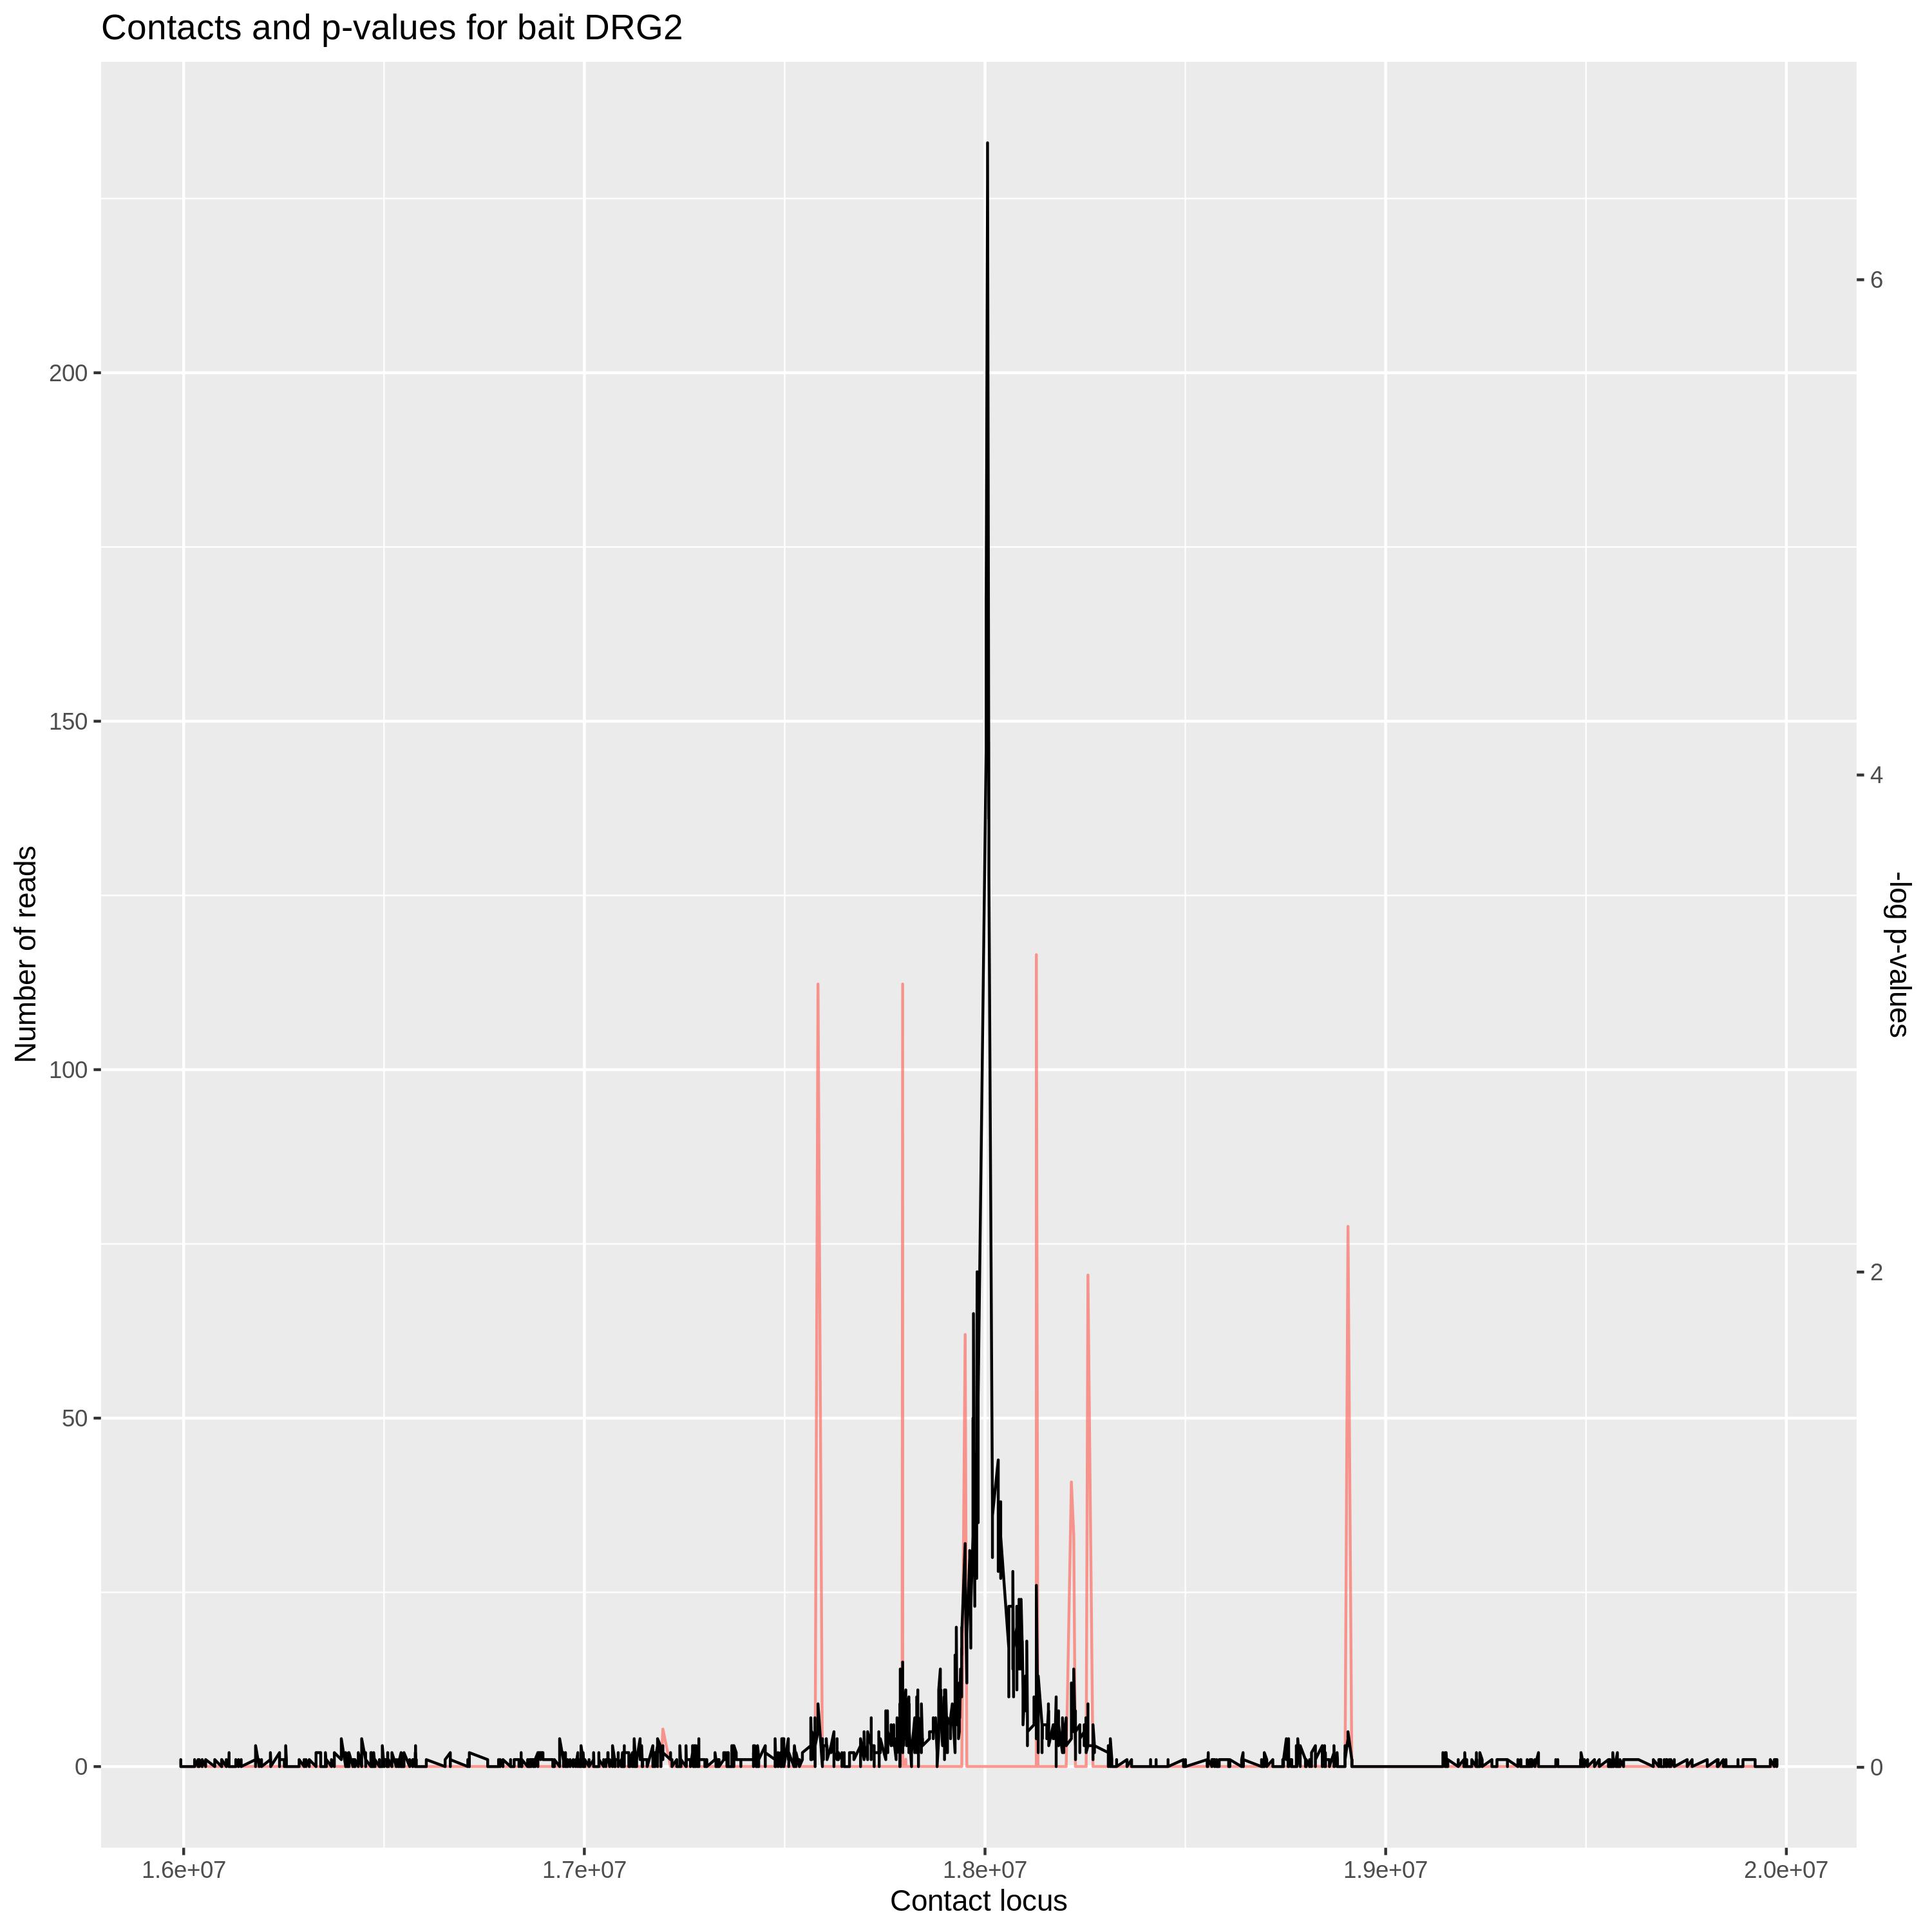 Contacts and p-values for bait DRG2
Number of reads
200
150
100
50
0
6
4
2
0
-log p-values
1.6e+07
1.7e+07
1.8e+07
1.9e+07
2.0e+07
Contact locus